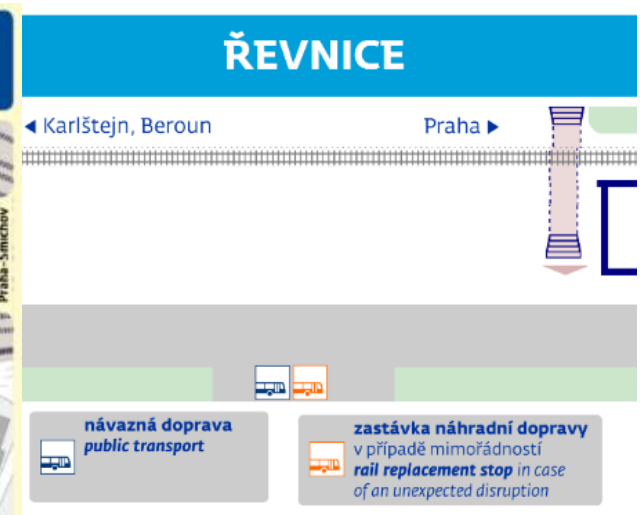 ŘEVNICE
◄ Karlštejn, Beroun
Praha ►
Praha-Smíchov
návazná doprava
public transport
zastávka náhradní dopravy
v případě mimořádností
rail replacement stop in case
of an unexpected disruption